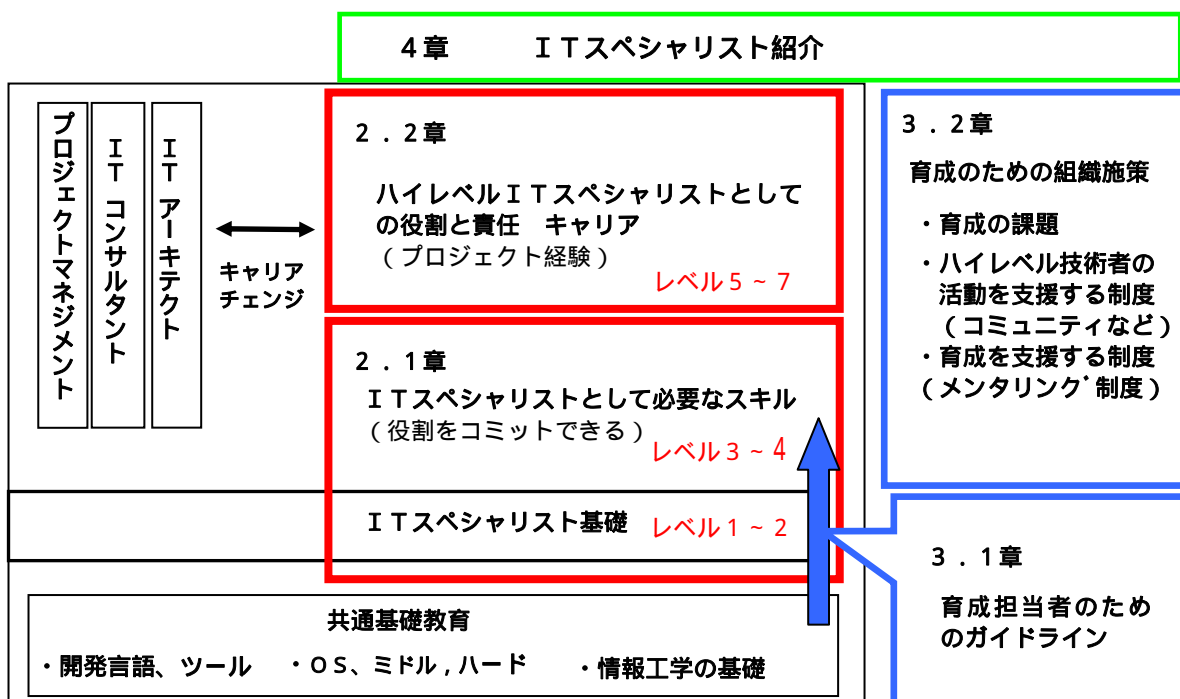 ４章　　ＩＴスペシャリスト紹介
プロジェクトマネジメント
ＩＴ コンサルタント
ＩＴ アーキテクト
キャリア
チェンジ
２．２章
ハイレベルＩＴスペシャリストとして
の役割と責任　キャリア
（プロジェクト経験）
レベル５～７
２．１章
ＩＴスペシャリストとして必要なスキル
（役割をコミットできる）
レベル３～４
ＩＴスペシャリスト基礎
レベル１～２
共通基礎教育
・開発言語、ツール　・ＯＳ、ミドル，ハード　・情報工学の基礎
３．２章
育成のための組織施策
・育成の課題
・ハイレベル技術者の
活動を支援する制度
（コミュニティなど）
・育成を支援する制度
（メンタリング゛制度）
３．１章
育成担当者のため
のガイドライン